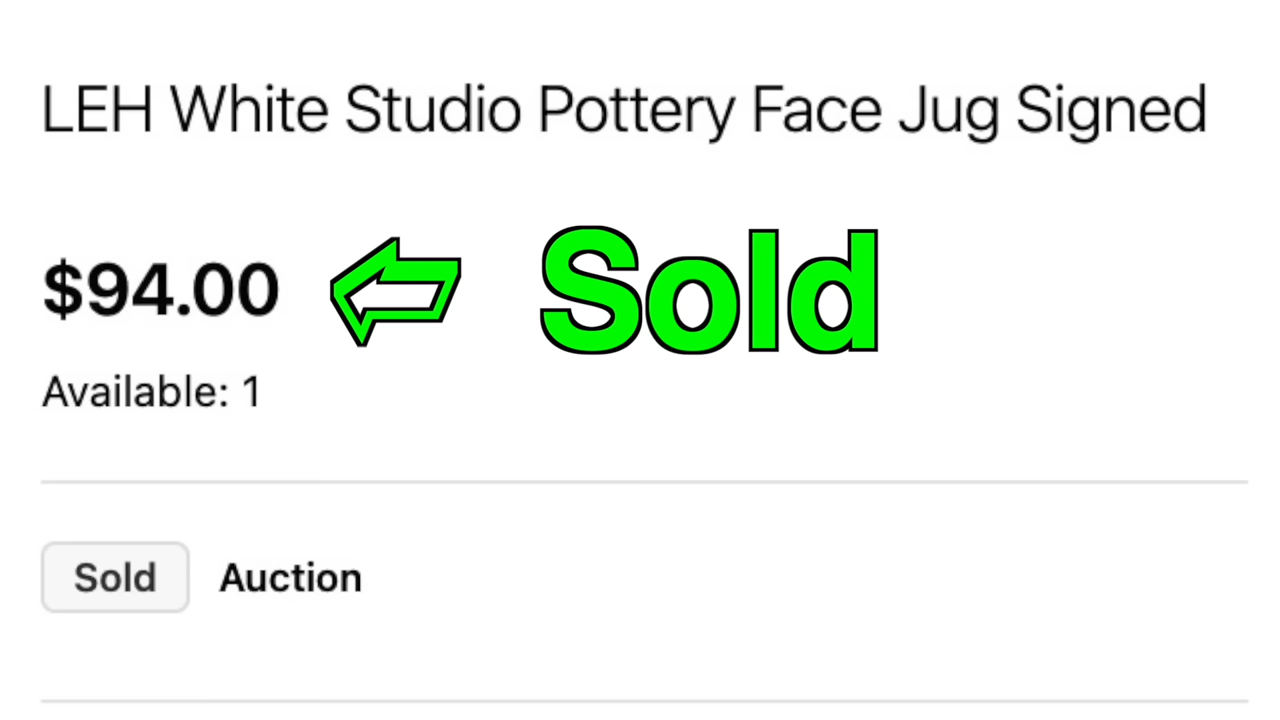 LEH White Studio Pottery Face Jug Signed
$94.00 Sold
Available: 1
Sold Auction